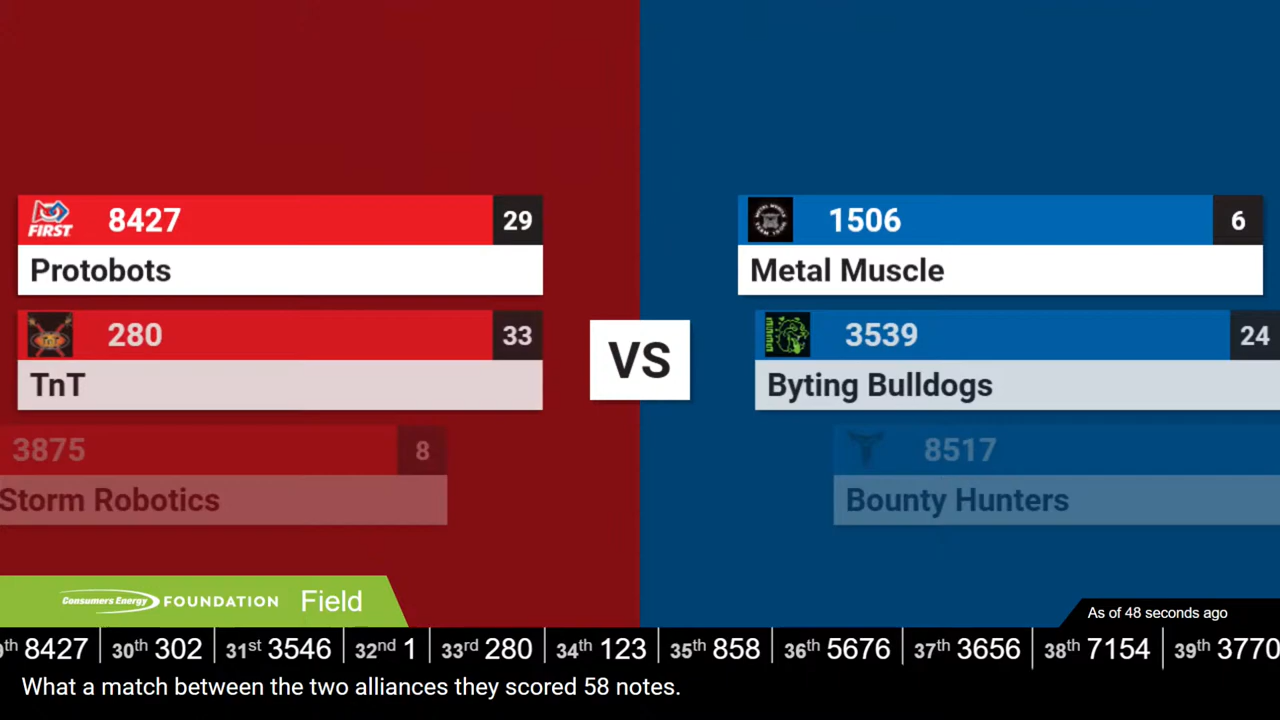 8427 29
Protobots
280 33
TnT
3875 8
Storm Robotics
VS
1506 6
Metal Muscle
3539 24
Byting Bulldogs
8517
Bounty Hunters
FIRST
Consumers Energy FOUNDATION Field
As of 48 seconds ago
th 8427 30th 302 31st 3546 32nd 1 33rd 280 34th 123 35th 858 36th 5676 37th 3656 38th 7154 39th 3770
What a match between the two alliances they scored 58 notes.